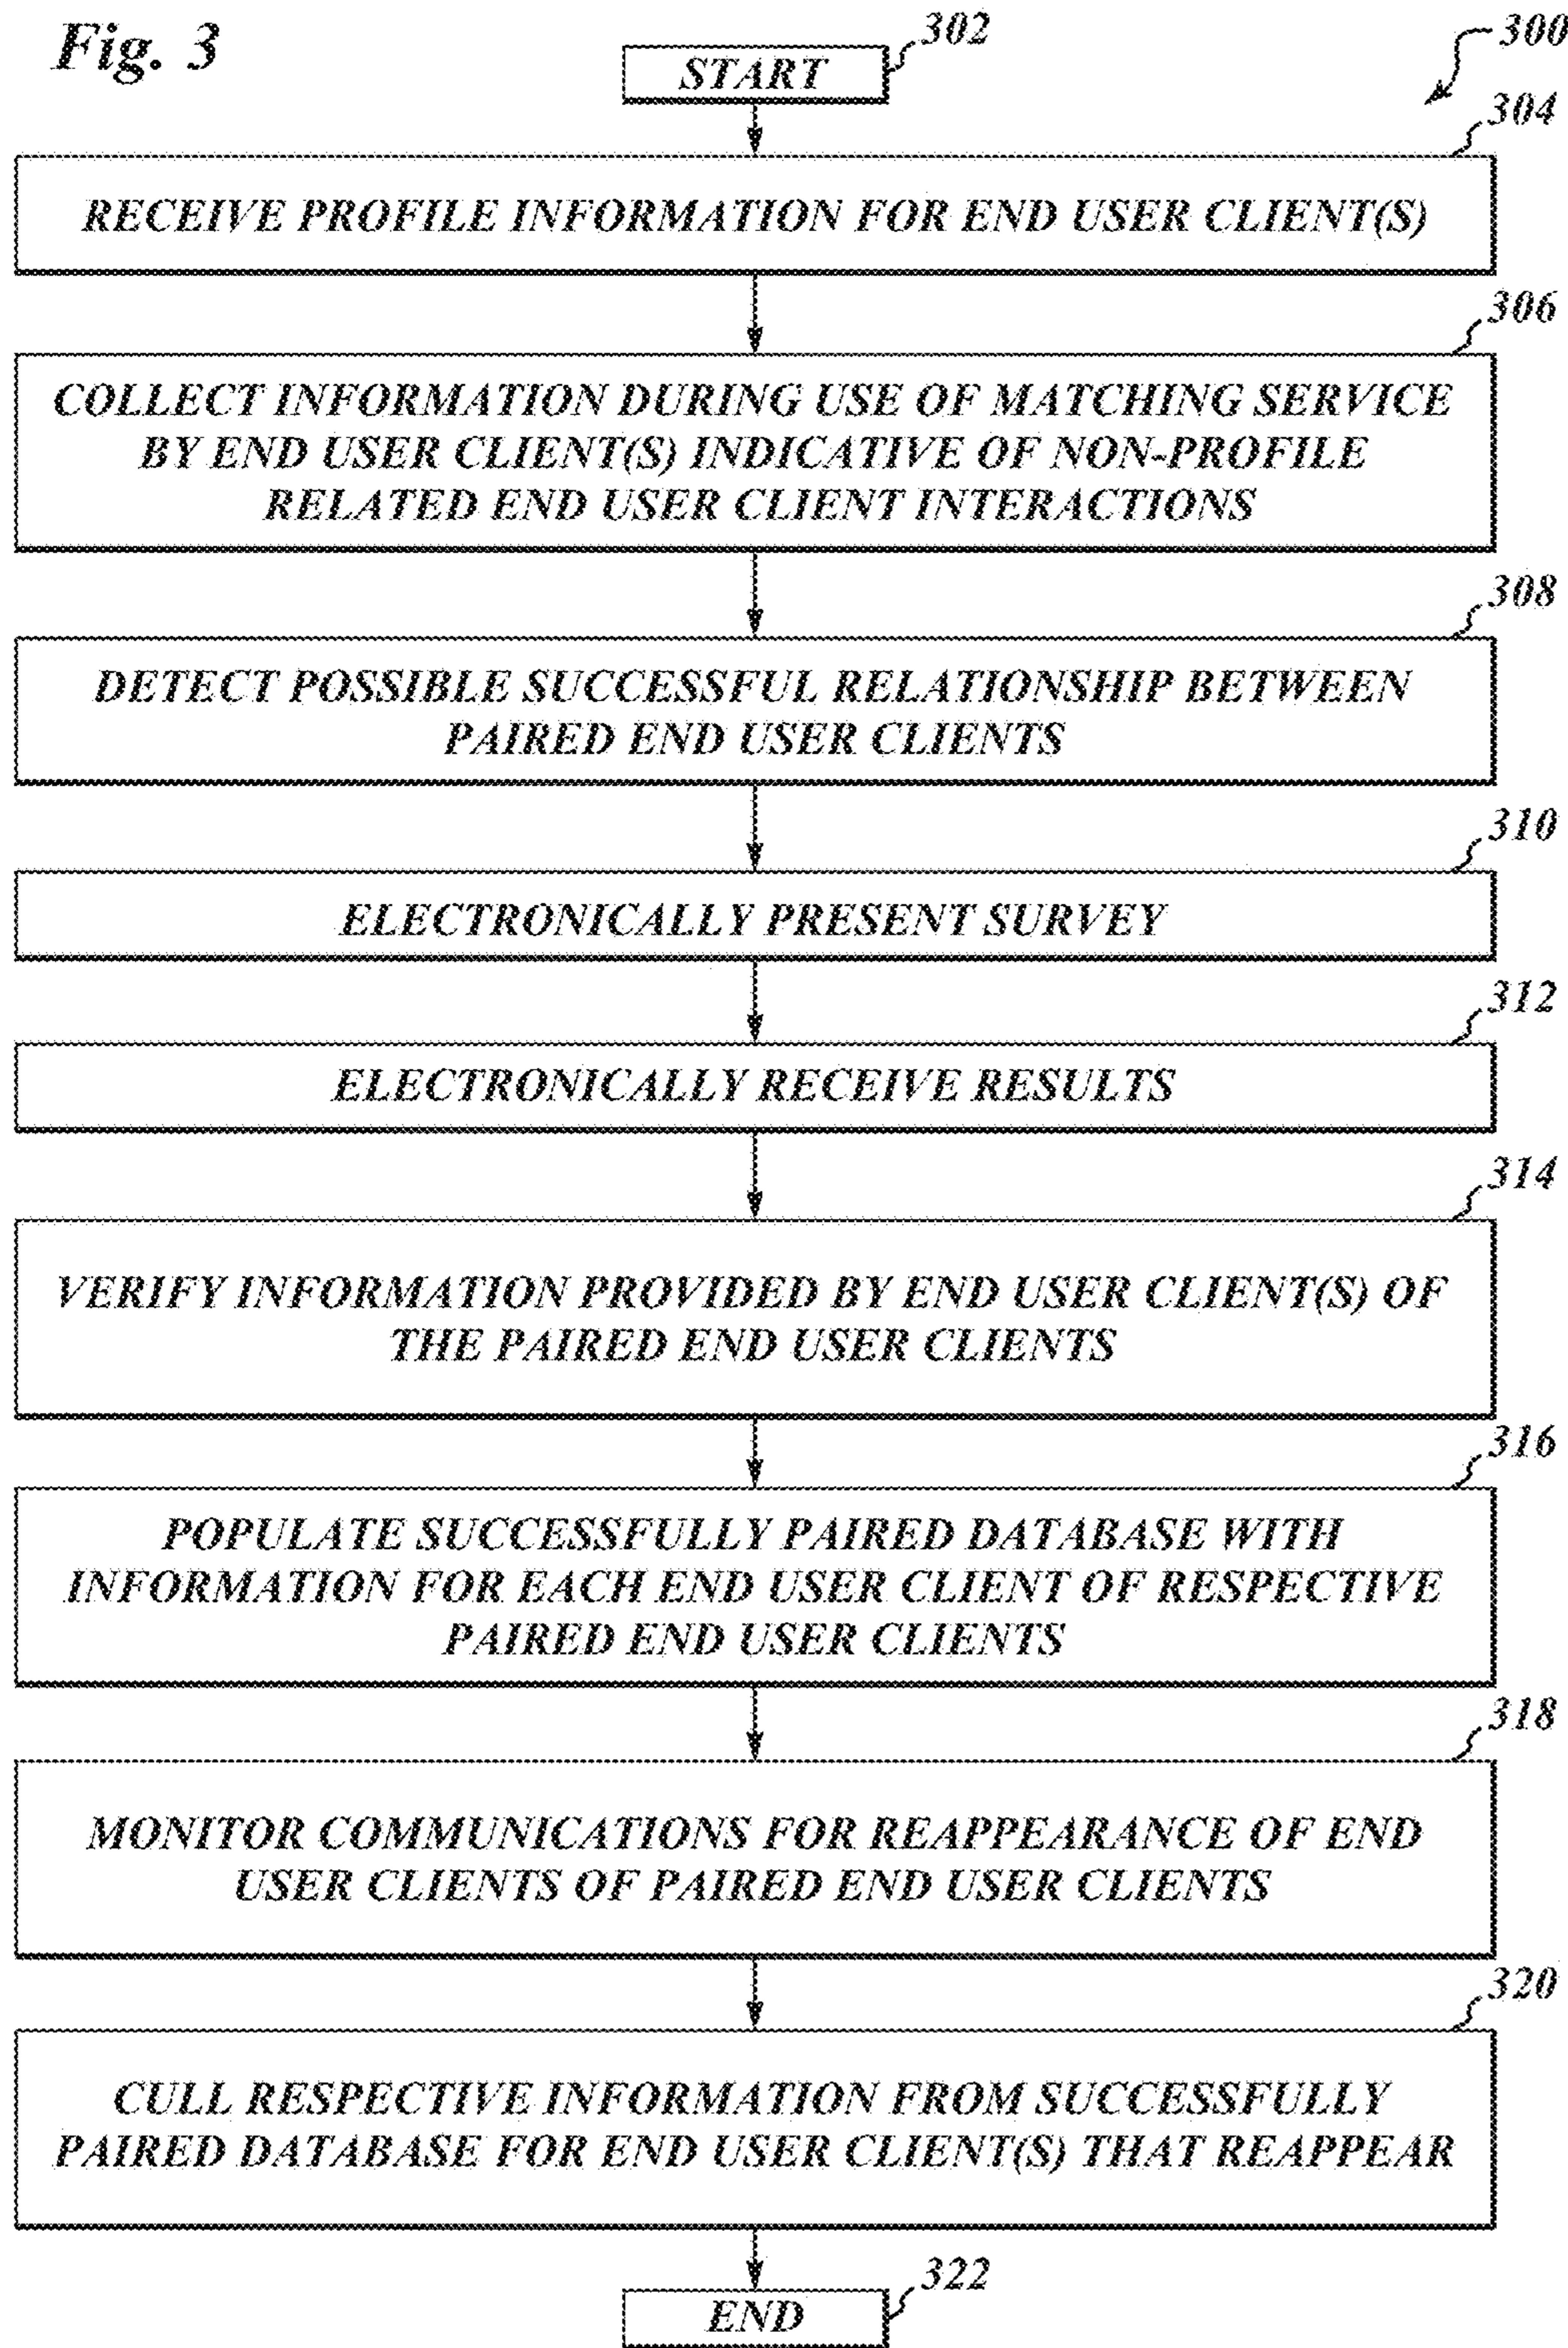 Fig. 3
302
300
START
304
RECEIVE PROFILE INFORMATION FOR END USER CLIENT(S)
306
COLLECT INFORMATION DURING USE OF MATCHING SERVICE
BY END USER CLIENT(S) INDICATIVE OF NON-PROFILE
RELATED END USER CLIENT INTERACTIONS
308
DETECT POSSIBLE SUCCESSFUL RELATIONSHIP BETWEEN
PAIRED END USER CLIENTS
310
ELECTRONICALLY PRESENT SURVEY
312
ELECTRONICALLY RECEIVE RESULTS
314
VERIFY INFORMATION PROVIDED BY END USER CLIENT(S) OF
THE PAIRED END USER CLIENTS
316
POPULATE SUCCESSFULLY PAIRED DATABASE WITH
INFORMATION FOR EACH END USER CLIENT OF RESPECTIVE
PAIRED END USER CLIENTS
318
MONITOR COMMUNICATIONS FOR REAPPEARANCE OF END
USER CLIENTS OF PAIRED END USER CLIENTS
320
CULL RESPECTIVE INFORMATION FROM SUCCESSFULLY
PAIRED DATABASE FOR END USER CLIENT(S) THAT REAPPEAR
322
END